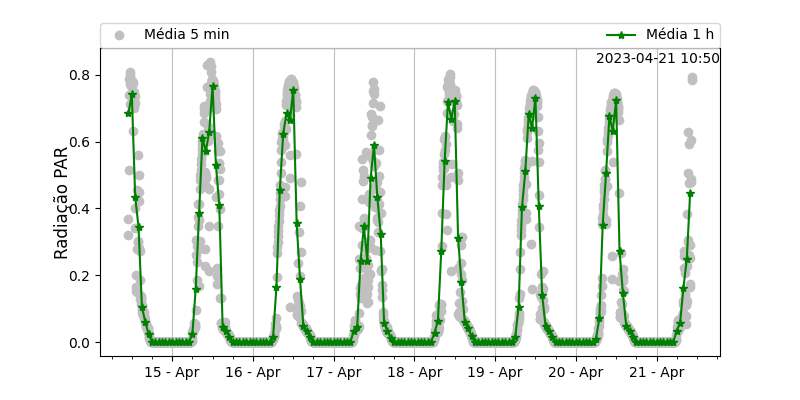 Média 5 min
Média 1 h
2023-04-21 10:50
Radiação PAR
0.8
0.6
0.4
0.2
0.0
15 - Apr
16 - Apr
17 - Apr
18 - Apr
19 - Apr
20 - Apr
21 - Apr